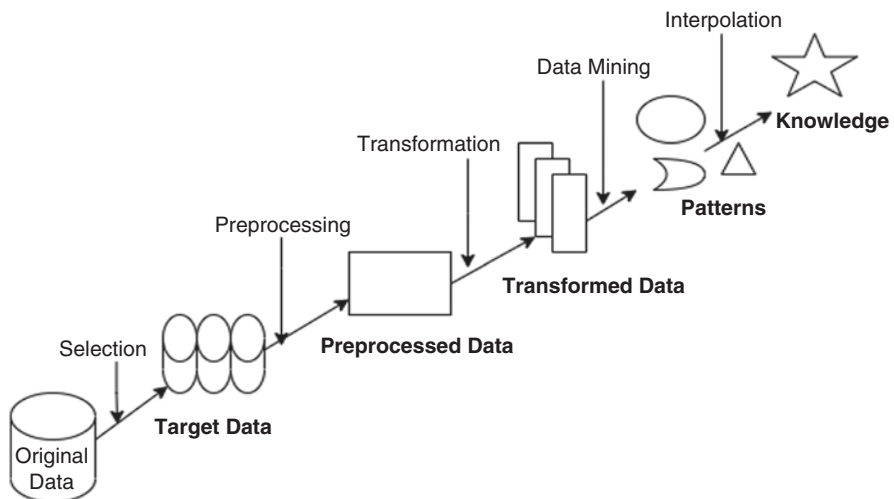 Interpolation
Data Mining
Knowledge
Transformation
Patterns
Preprocessing
Transformed Data
Selection
Preprocessed Data
Target Data
Original
Data